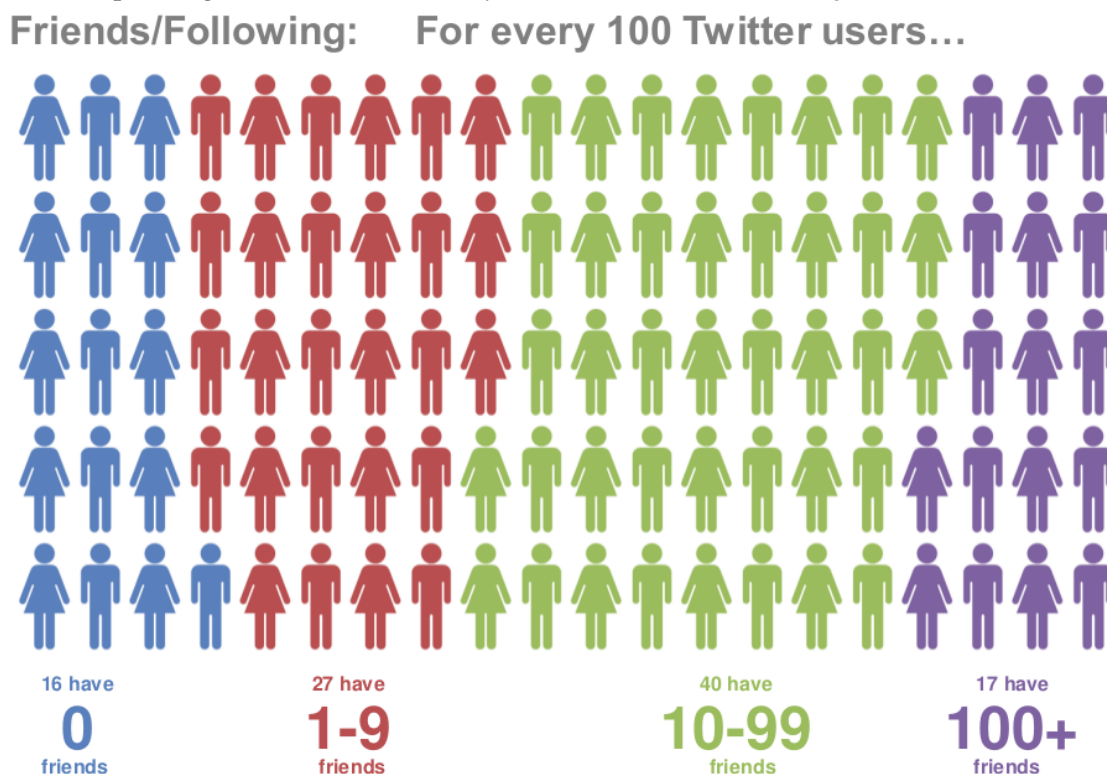 Friends/Following: For every 100 Twitter users…
16 have
0
friends
27 have
1-9
friends
40 have
10-99
friends
17 have
100+
friends